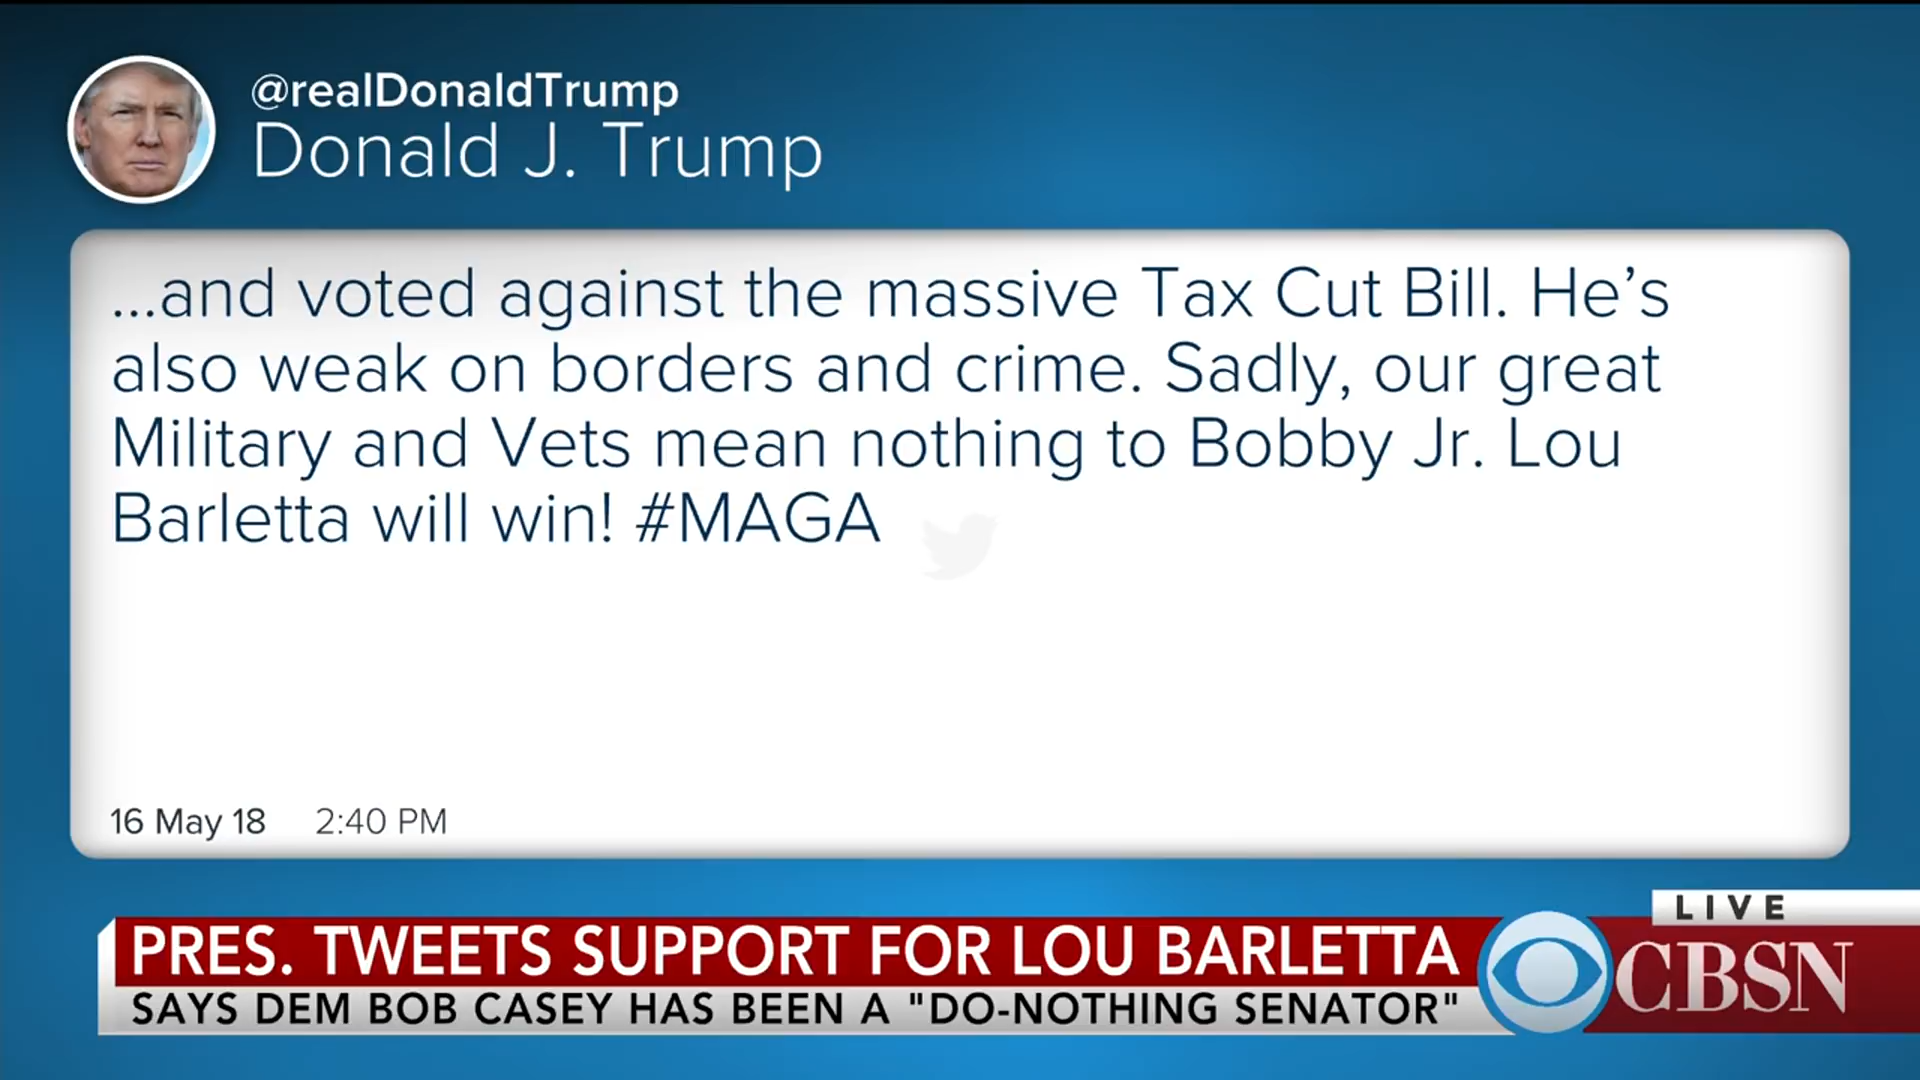 @realDonaldTrump
Donald J. Trump
...and voted against the massive Tax Cut Bill. He’s
also weak on borders and crime. Sadly, our great
Military and Vets mean nothing to Bobby Jr. Lou
Barletta will win! #MAGA
16 May 18 2:40 PM
LIVE
PRES. TWEETS SUPPORT FOR LOU BARLETTA
SAYS DEM BOB CASEY HAS BEEN A "DO-NOTHING SENATOR"
CBSN